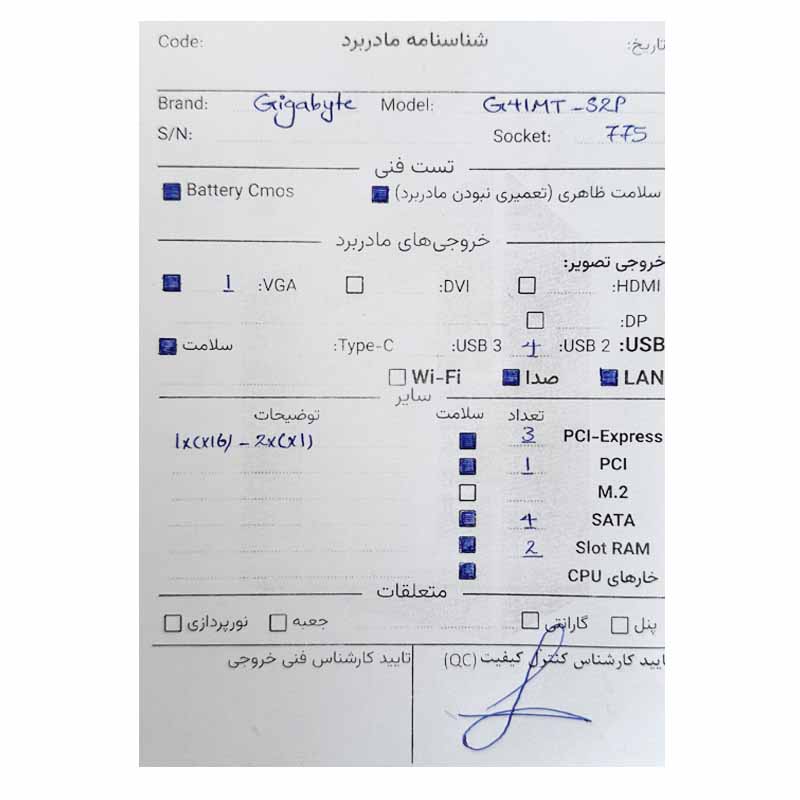 تاریخ: شناسنامه مادربرد Code:
Brand: Gigabyte Model: G41MT-S2P
S/N: Socket: 775
تست فنی
سلامت ظاهری (تعمیری نبودن مادربرد) Battery Cmos
خروجی‌های مادربرد
خروجی تصویر:
HDMI: DVI: VGA: 1
DP:
USB: USB 2: 4 USB 3: Type-C: سلامت
LAN صدا Wi-Fi
سایر
تعداد سلامت توضیحات
PCI-Express 3 1x(x16) - 2x(x1)
PCI 1
M.2
SATA 4
Slot RAM 2
خارهای CPU
متعلقات
پنل گارانتی جعبه نورپردازی
تایید کارشناس کنترل کیفیت (QC) تایید کارشناس فنی خروجی